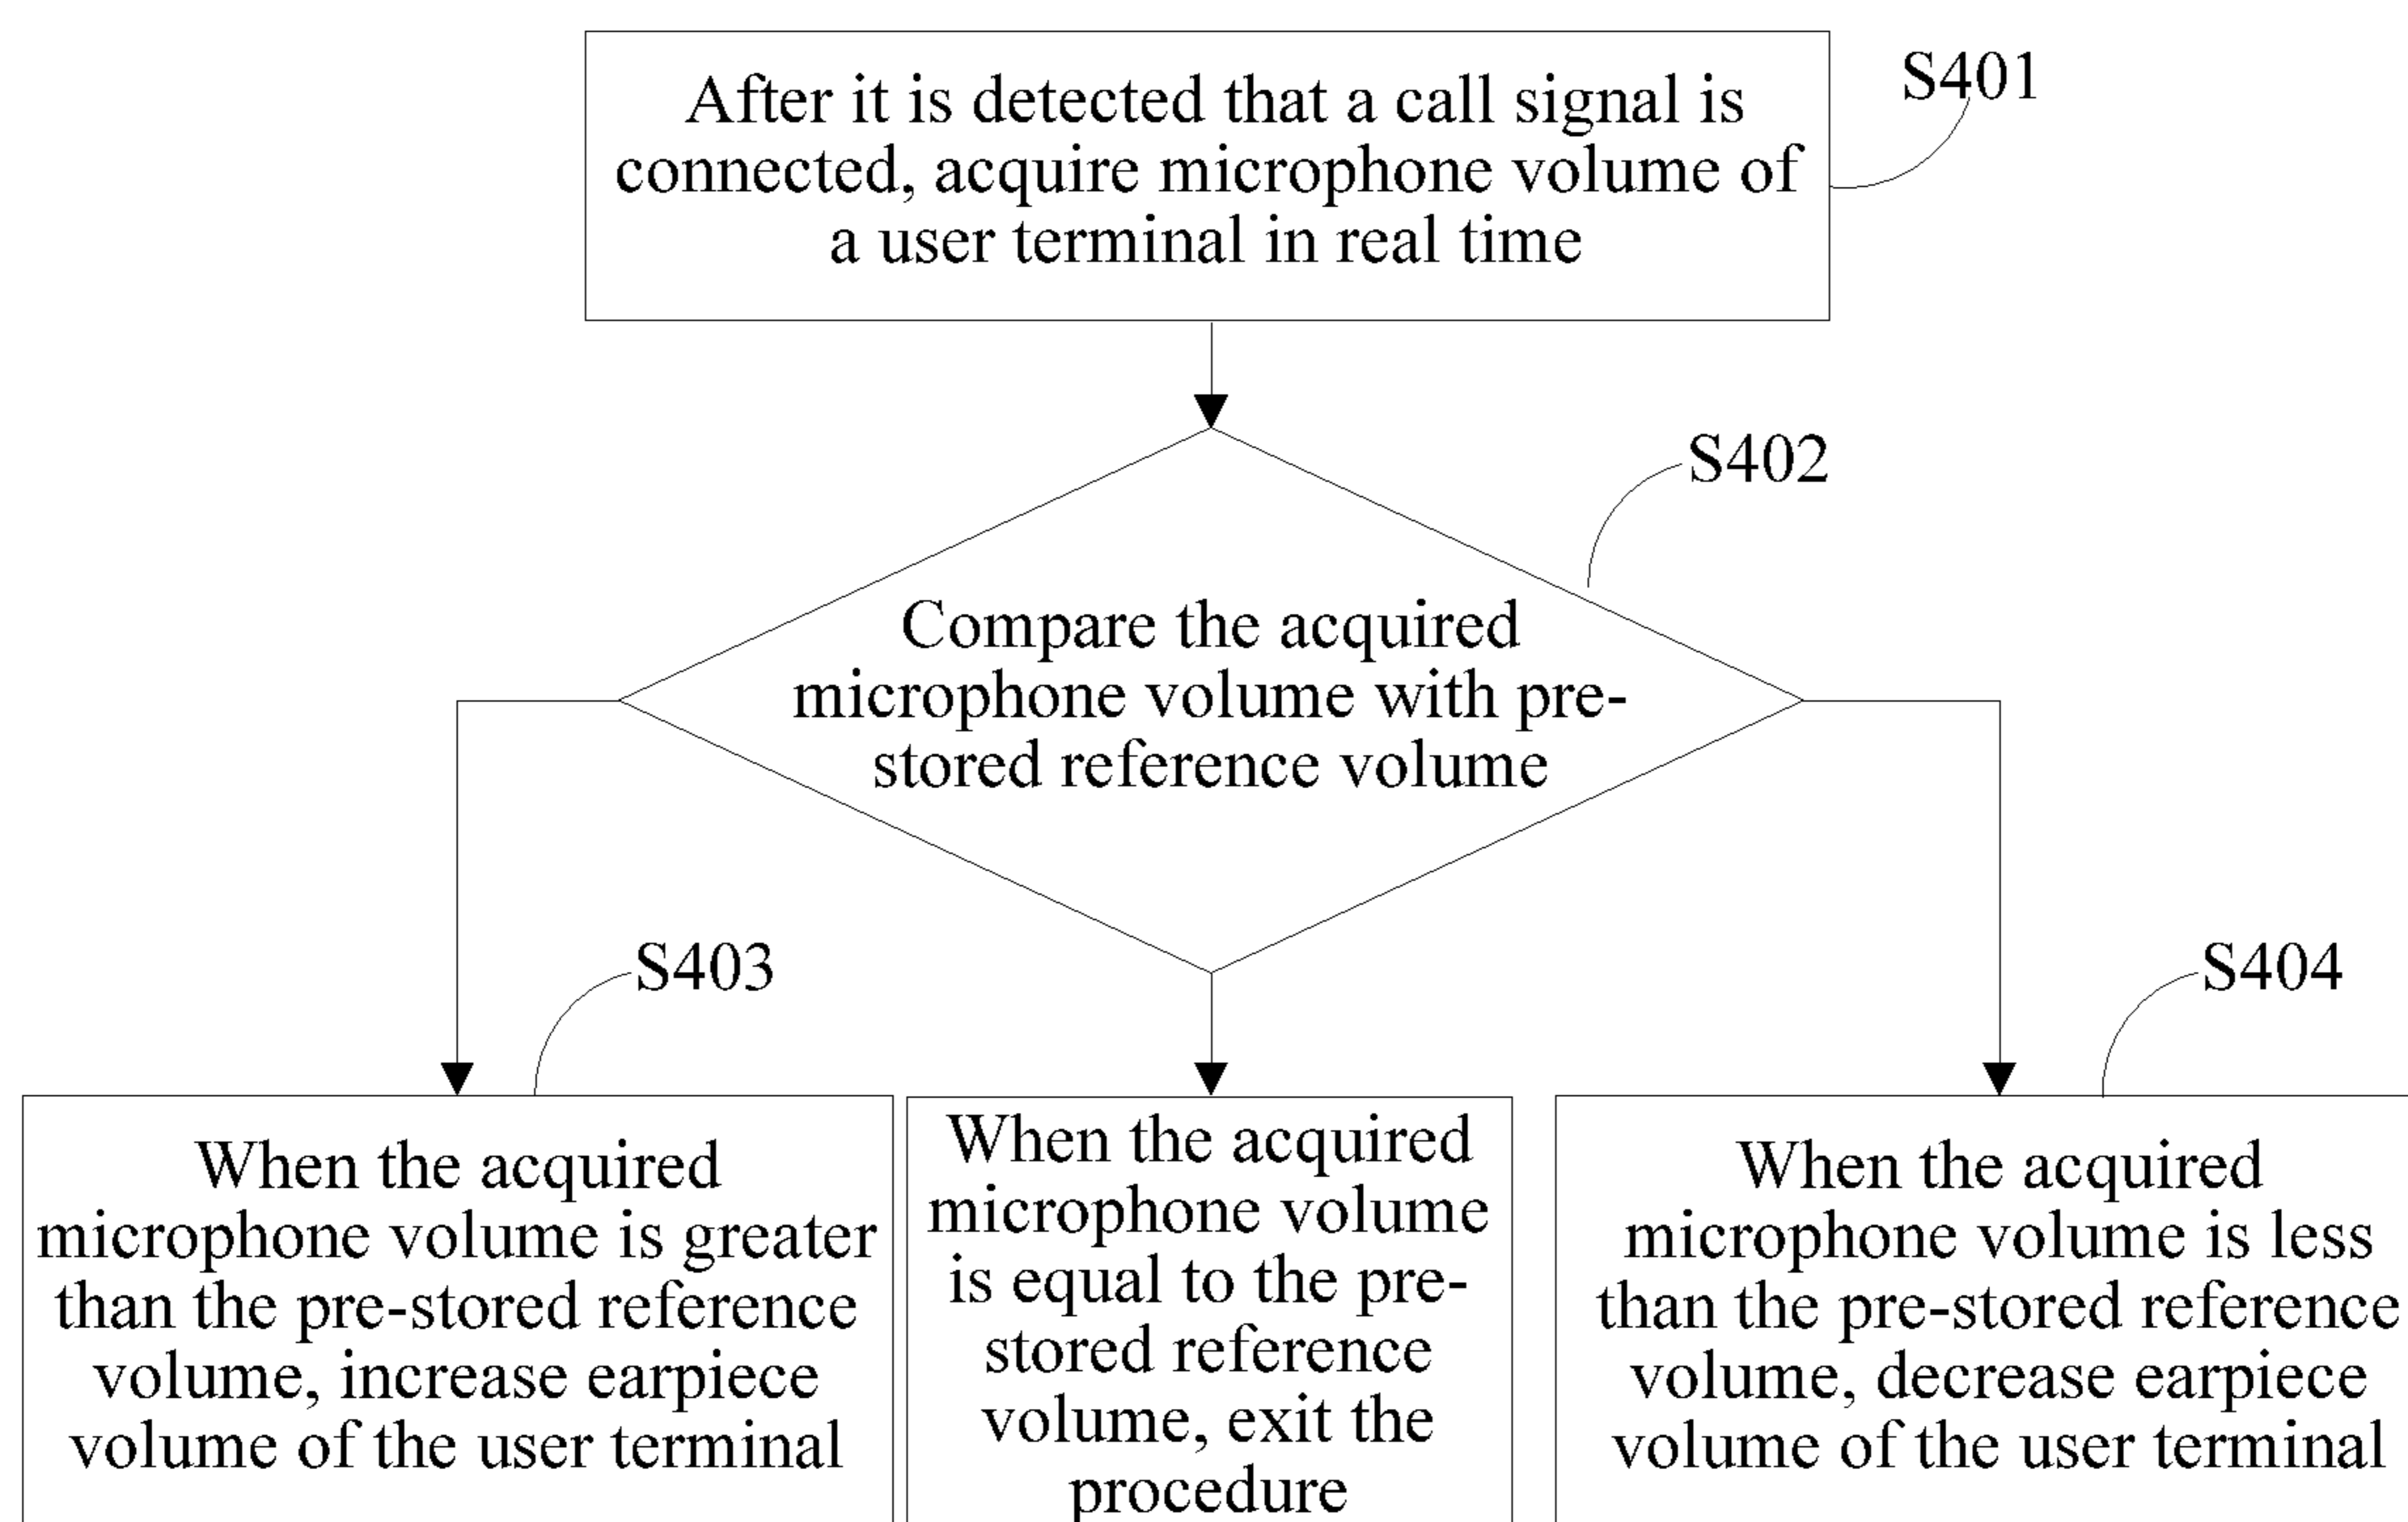 After it is detected that a call signal is
connected, acquire microphone volume of
a user terminal in real time
S401
S402
Compare the acquired
microphone volume with pre-
stored reference volume
S403
When the acquired
microphone volume is greater
than the pre-stored reference
volume, increase earpiece
volume of the user terminal
When the acquired
microphone volume
is equal to the pre-
stored reference
volume, exit the
procedure
S404
When the acquired
microphone volume is less
than the pre-stored reference
volume, decrease earpiece
volume of the user terminal